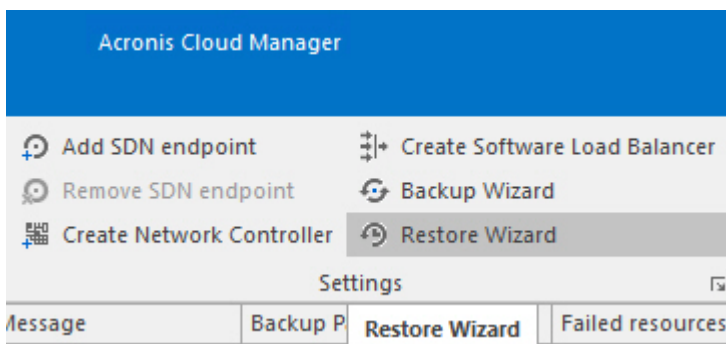 Acronis Cloud Manager
Add SDN endpoint Create Software Load Balancer
Remove SDN endpoint Backup Wizard
Create Network Controller Restore Wizard
Settings
Message Backup P Restore Wizard Failed resources